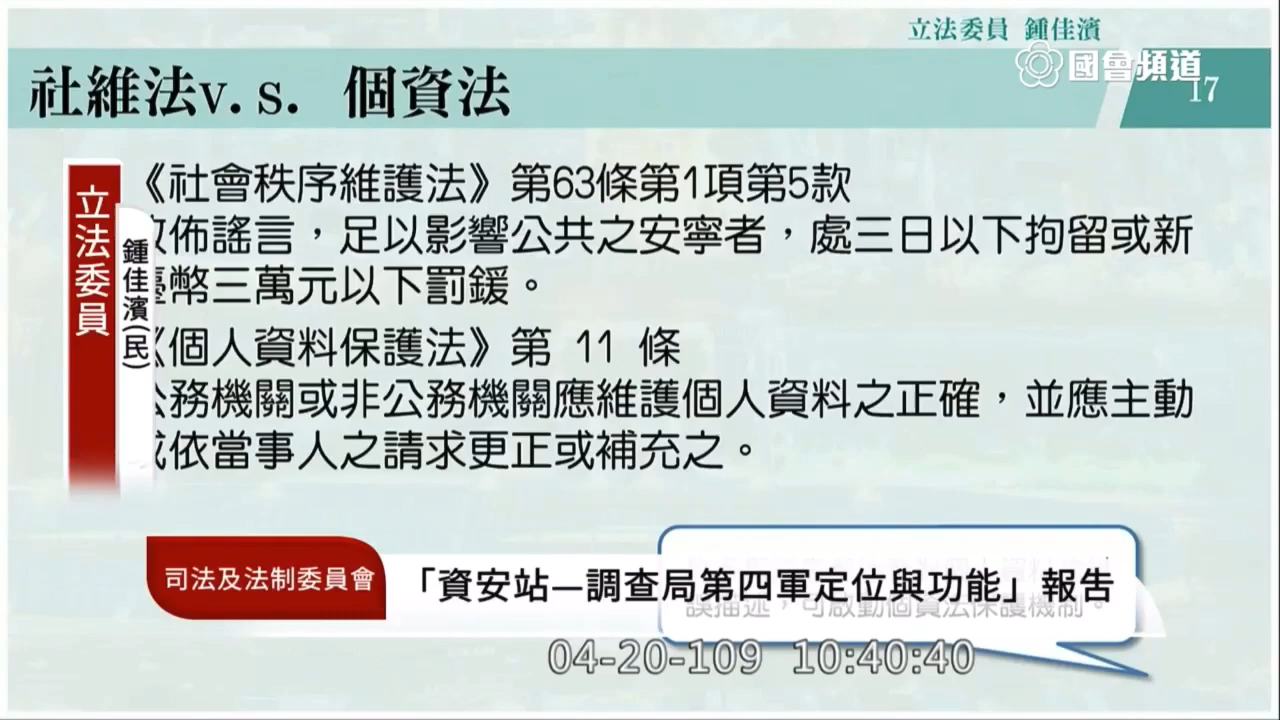 立法委員 鍾佳濱
國會頻道
17
社維法v.s. 個資法
立法委員
鍾佳濱(民)
《社會秩序維護法》第63條第1項第5款
佈謠言，足以影響公共之安寧者，處三日以下拘留或新
臺幣三萬元以下罰鍰。
《個人資料保護法》第 11 條
公務機關或非公務機關應維護個人資料之正確，並應主動
或依當事人之請求更正或補充之。
司法及法制委員會
「資安站—調查局第四軍定位與功能」報告
誤描述，可啟動個資法保護機制。
04-20-109 10:40:40